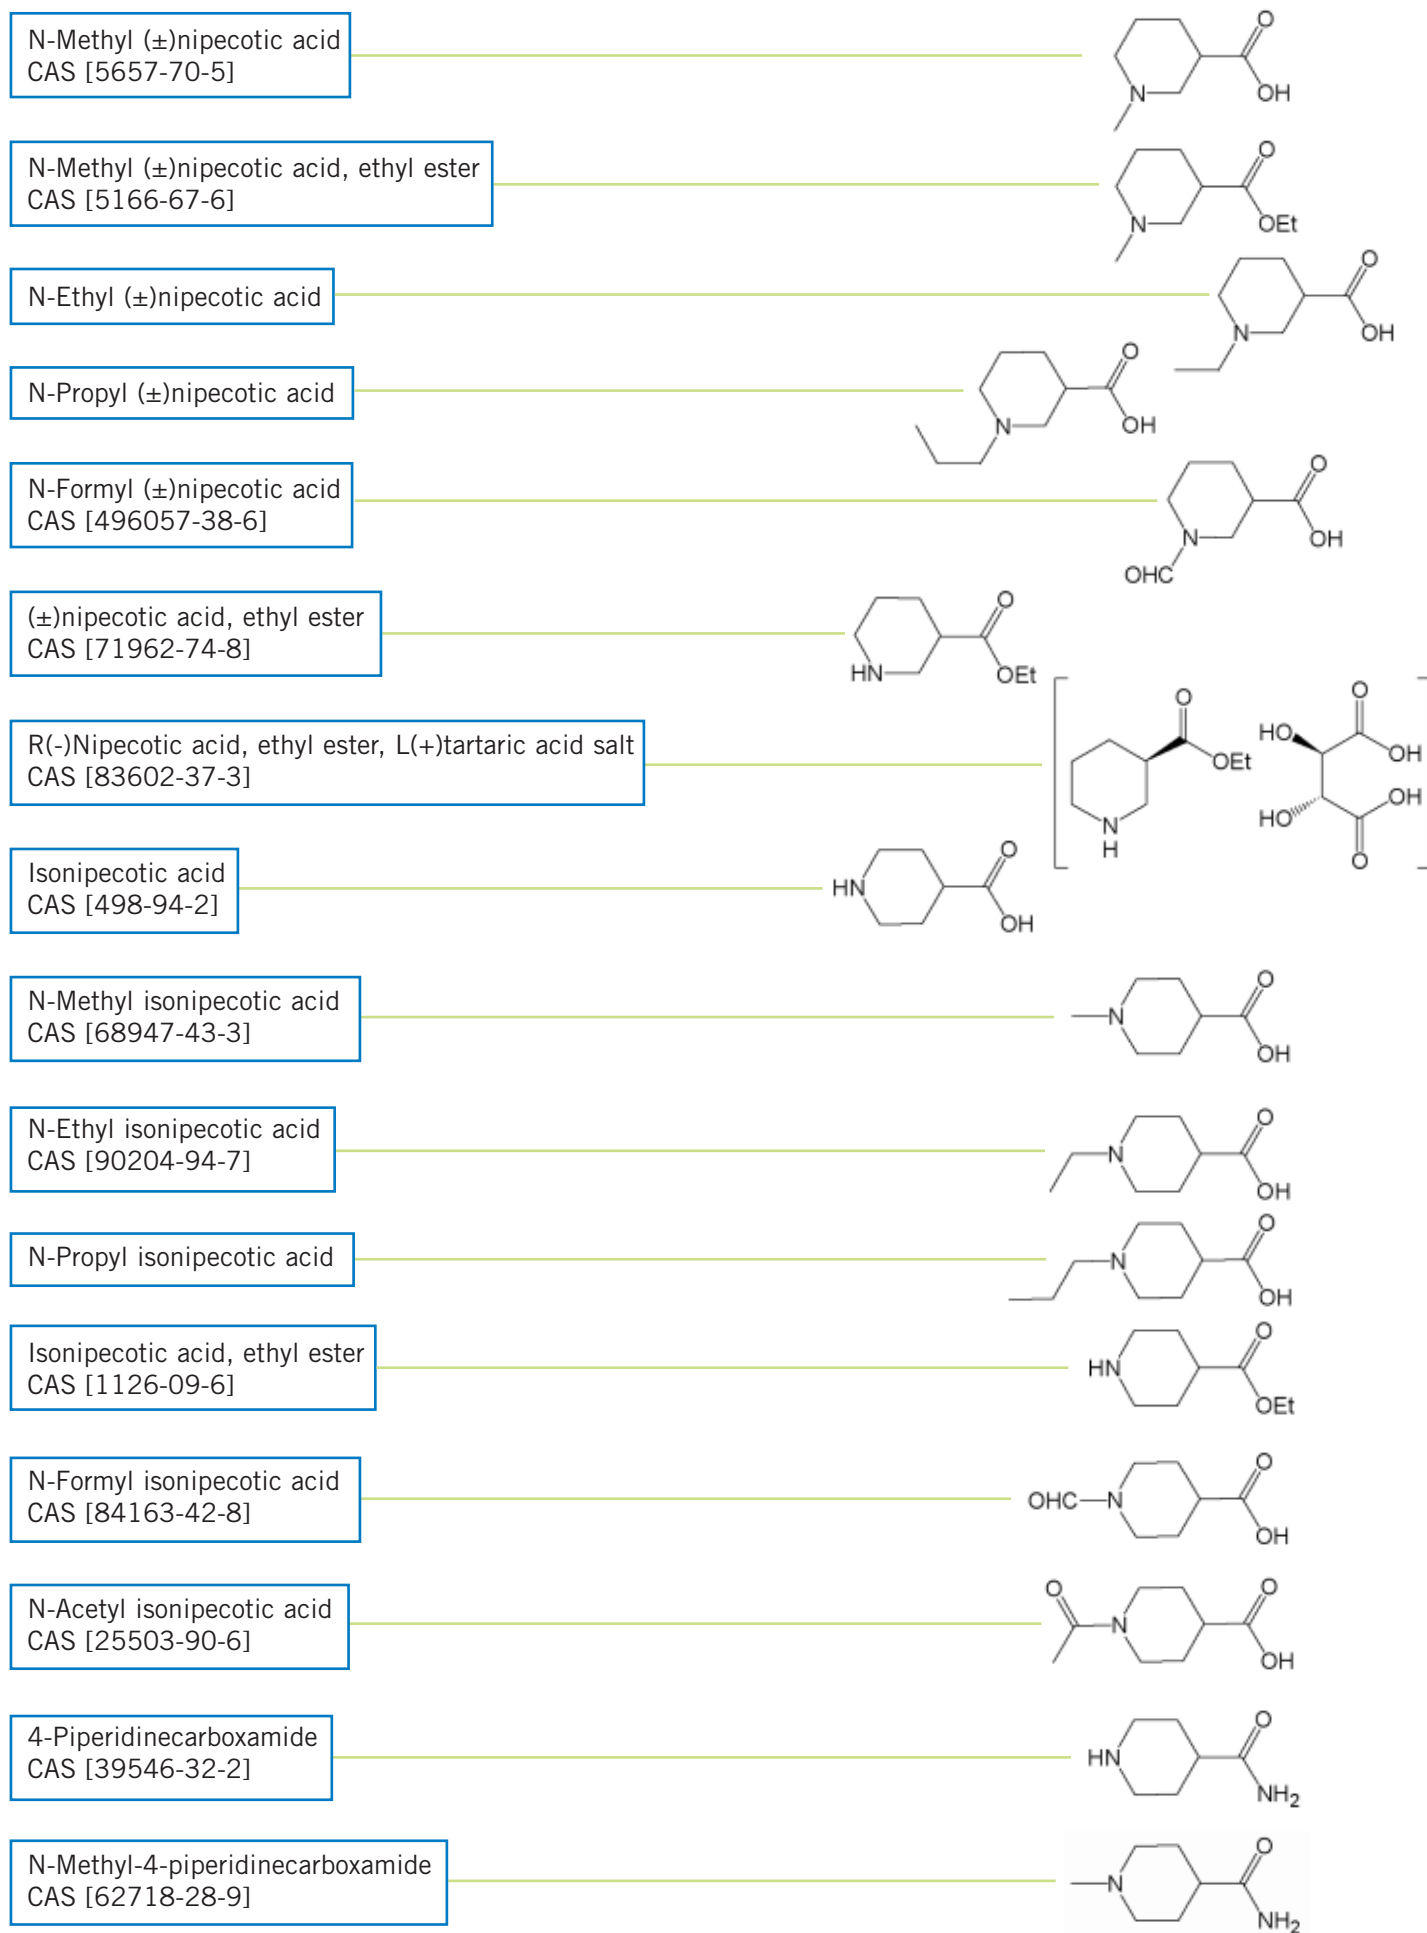 N-Methyl (±)nipecotic acid
CAS [5657-70-5]
O
OH
N
N-Methyl (±)nipecotic acid, ethyl ester
CAS [5166-67-6]
O
OEt
N
N-Ethyl (±)nipecotic acid
O
OH
N
N-Propyl (±)nipecotic acid
O
OH
N
N-Formyl (±)nipecotic acid
CAS [496057-38-6]
O
OH
N
OHC
(±)nipecotic acid, ethyl ester
CAS [71962-74-8]
O
OEt
HN
R(-)Nipecotic acid, ethyl ester, L(+)tartaric acid salt
CAS [83602-37-3]
O
OEt
N
H
O
HO
OH
OH
HO
O
Isonipecotic acid
CAS [498-94-2]
O
HN
OH
N-Methyl isonipecotic acid
CAS [68947-43-3]
O
N
OH
N-Ethyl isonipecotic acid
CAS [90204-94-7]
O
N
OH
N-Propyl isonipecotic acid
O
N
OH
Isonipecotic acid, ethyl ester
CAS [1126-09-6]
O
HN
OEt
N-Formyl isonipecotic acid
CAS [84163-42-8]
O
OHC
N
OH
N-Acetyl isonipecotic acid
CAS [25503-90-6]
O
O
N
OH
4-Piperidinecarboxamide
CAS [39546-32-2]
O
HN
NH2
N-Methyl-4-piperidinecarboxamide
CAS [62718-28-9]
O
N
NH2